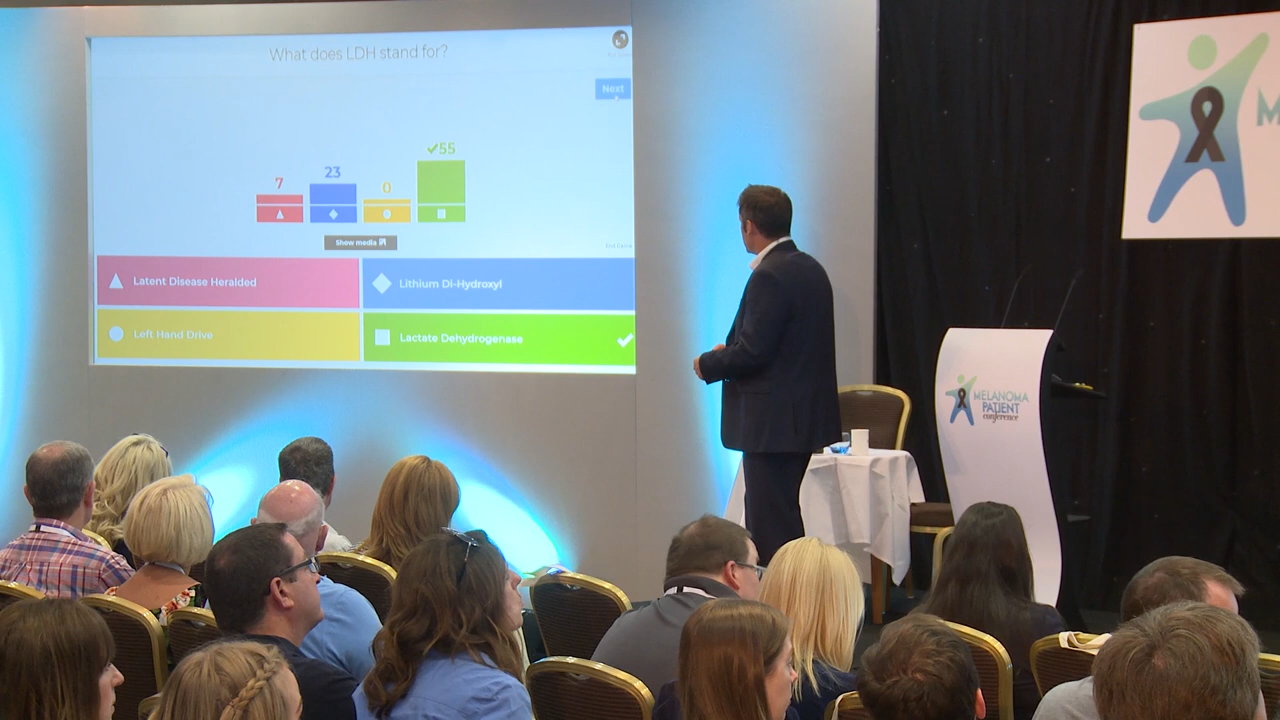 What does LDH stand for?
Next
7
23
0
55
Show media
Latent Disease Heralded
Lithium Di-Hydroxyl
Left Hand Drive
Lactate Dehydrogenase
MELANOMA
PATIENT
conference
M